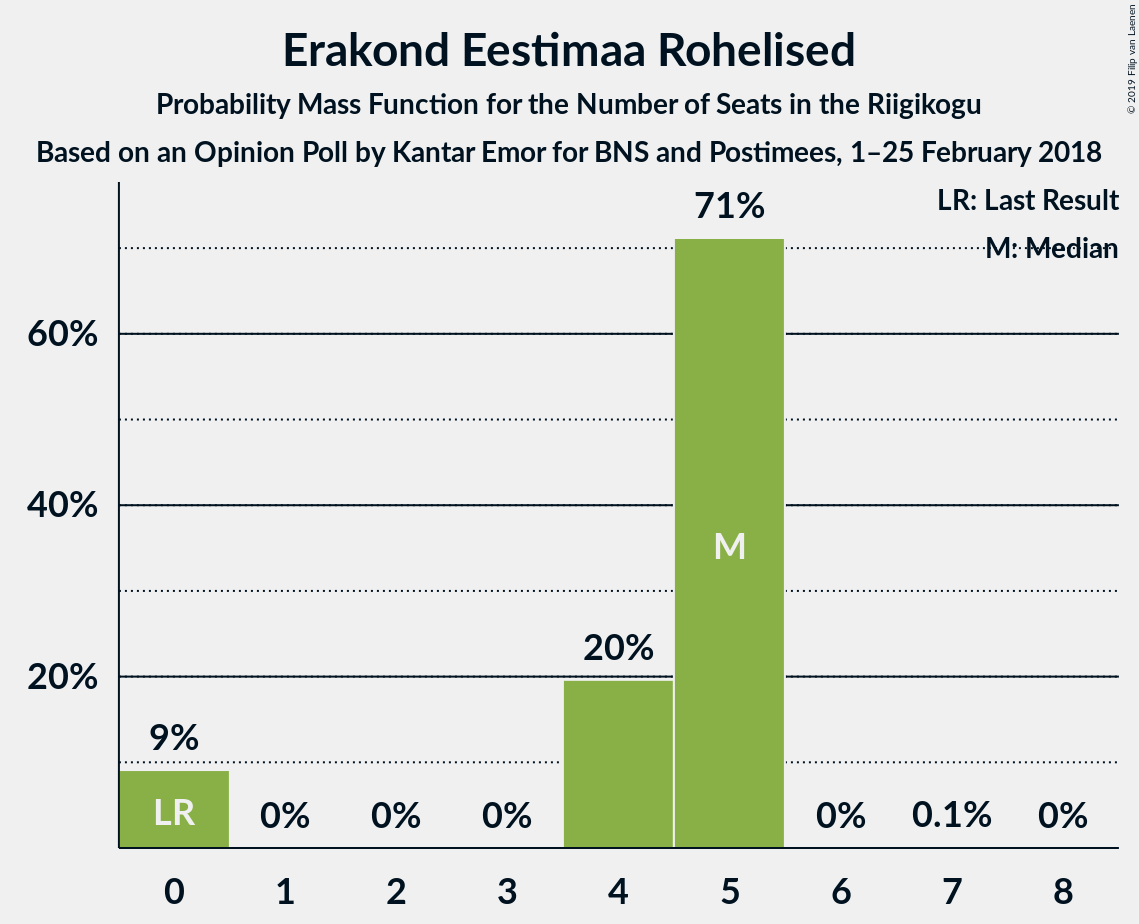 Erakond Eestimaa Rohelised
Probability Mass Function for the Number of Seats in the Riigikogu
Based on an Opinion Poll by Kantar Emor for BNS and Postimees, 1–25 February 2018
© 2019 Filip van Laenen
LR: Last Result
M: Median
71%
60%
40%
M
20%
20%
9%
LR
0%
0%
0%
0%
0.1%
0%
0 1 2 3 4 5 6 7 8